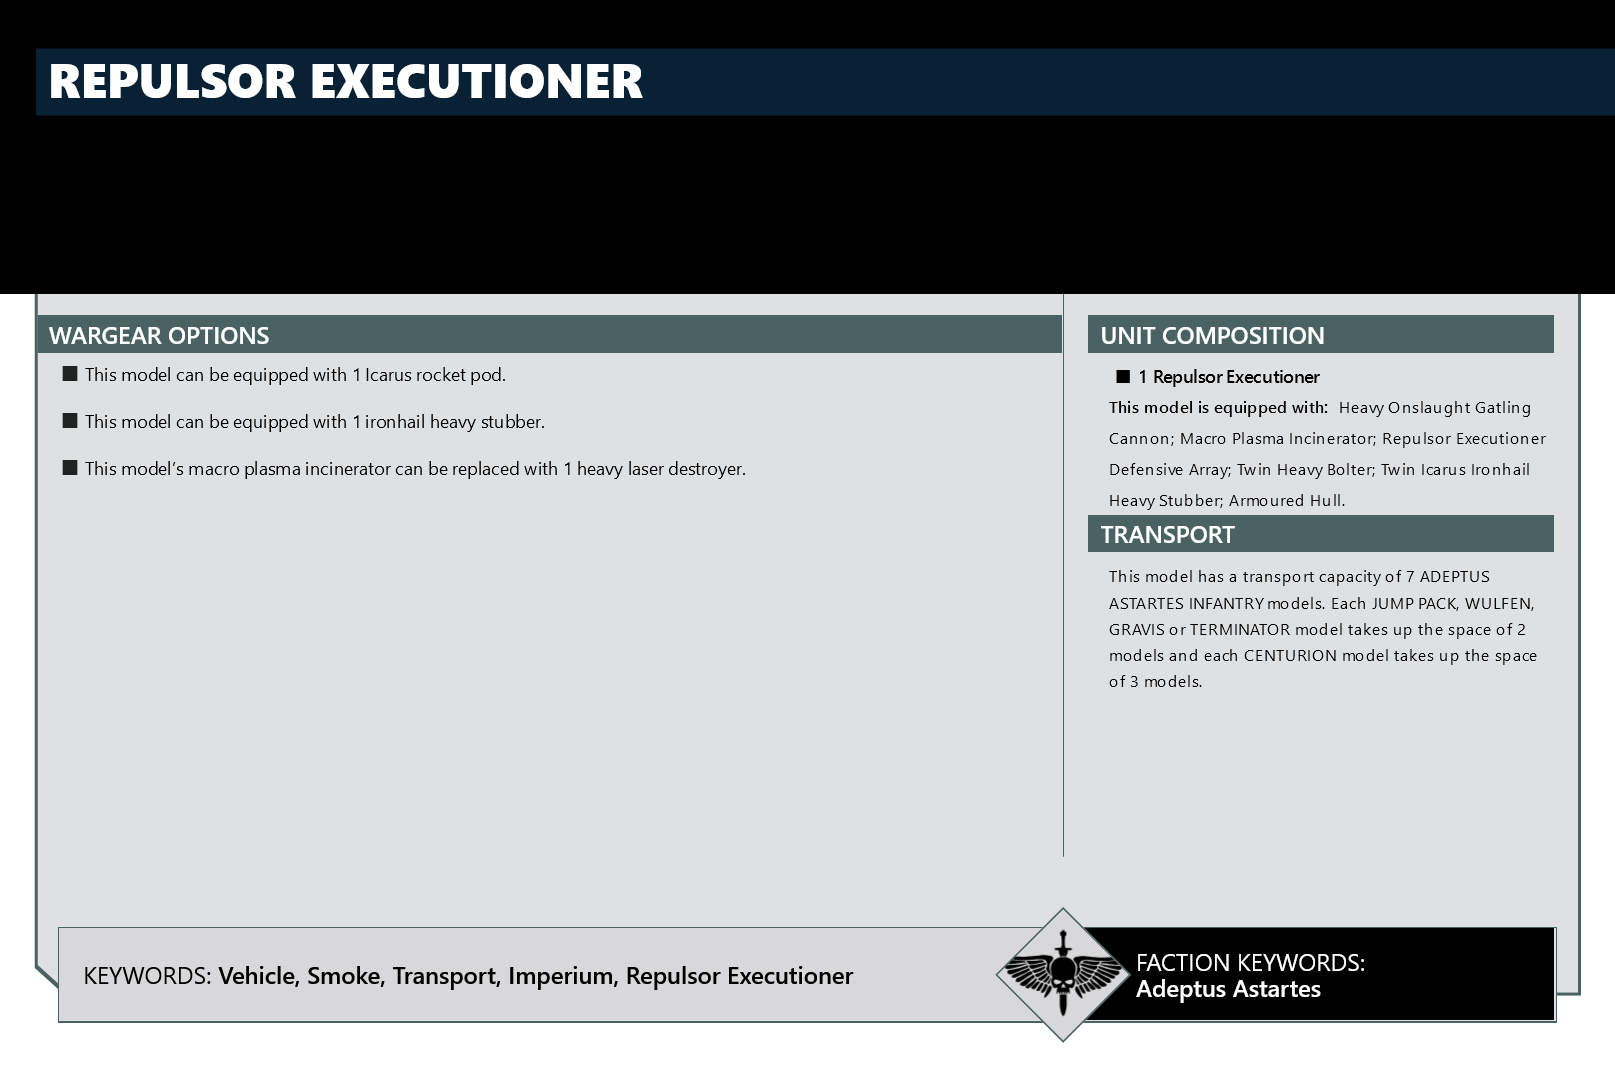 REPULSOR EXECUTIONER
WARGEAR OPTIONS
■ This model can be equipped with 1 Icarus rocket pod.
■ This model can be equipped with 1 ironhail heavy stubber.
■ This model’s macro plasma incinerator can be replaced with 1 heavy laser destroyer.
UNIT COMPOSITION
■ 1 Repulsor Executioner
This model is equipped with: Heavy Onslaught Gatling
Cannon; Macro Plasma Incinerator; Repulsor Executioner
Defensive Array; Twin Heavy Bolter; Twin Icarus Ironhail
Heavy Stubber; Armoured Hull.
TRANSPORT
This model has a transport capacity of 7 ADEPTUS
ASTARTES INFANTRY models. Each JUMP PACK, WULFEN,
GRAVIS or TERMINATOR model takes up the space of 2
models and each CENTURION model takes up the space
of 3 models.
KEYWORDS: Vehicle, Smoke, Transport, Imperium, Repulsor Executioner
FACTION KEYWORDS:
Adeptus Astartes